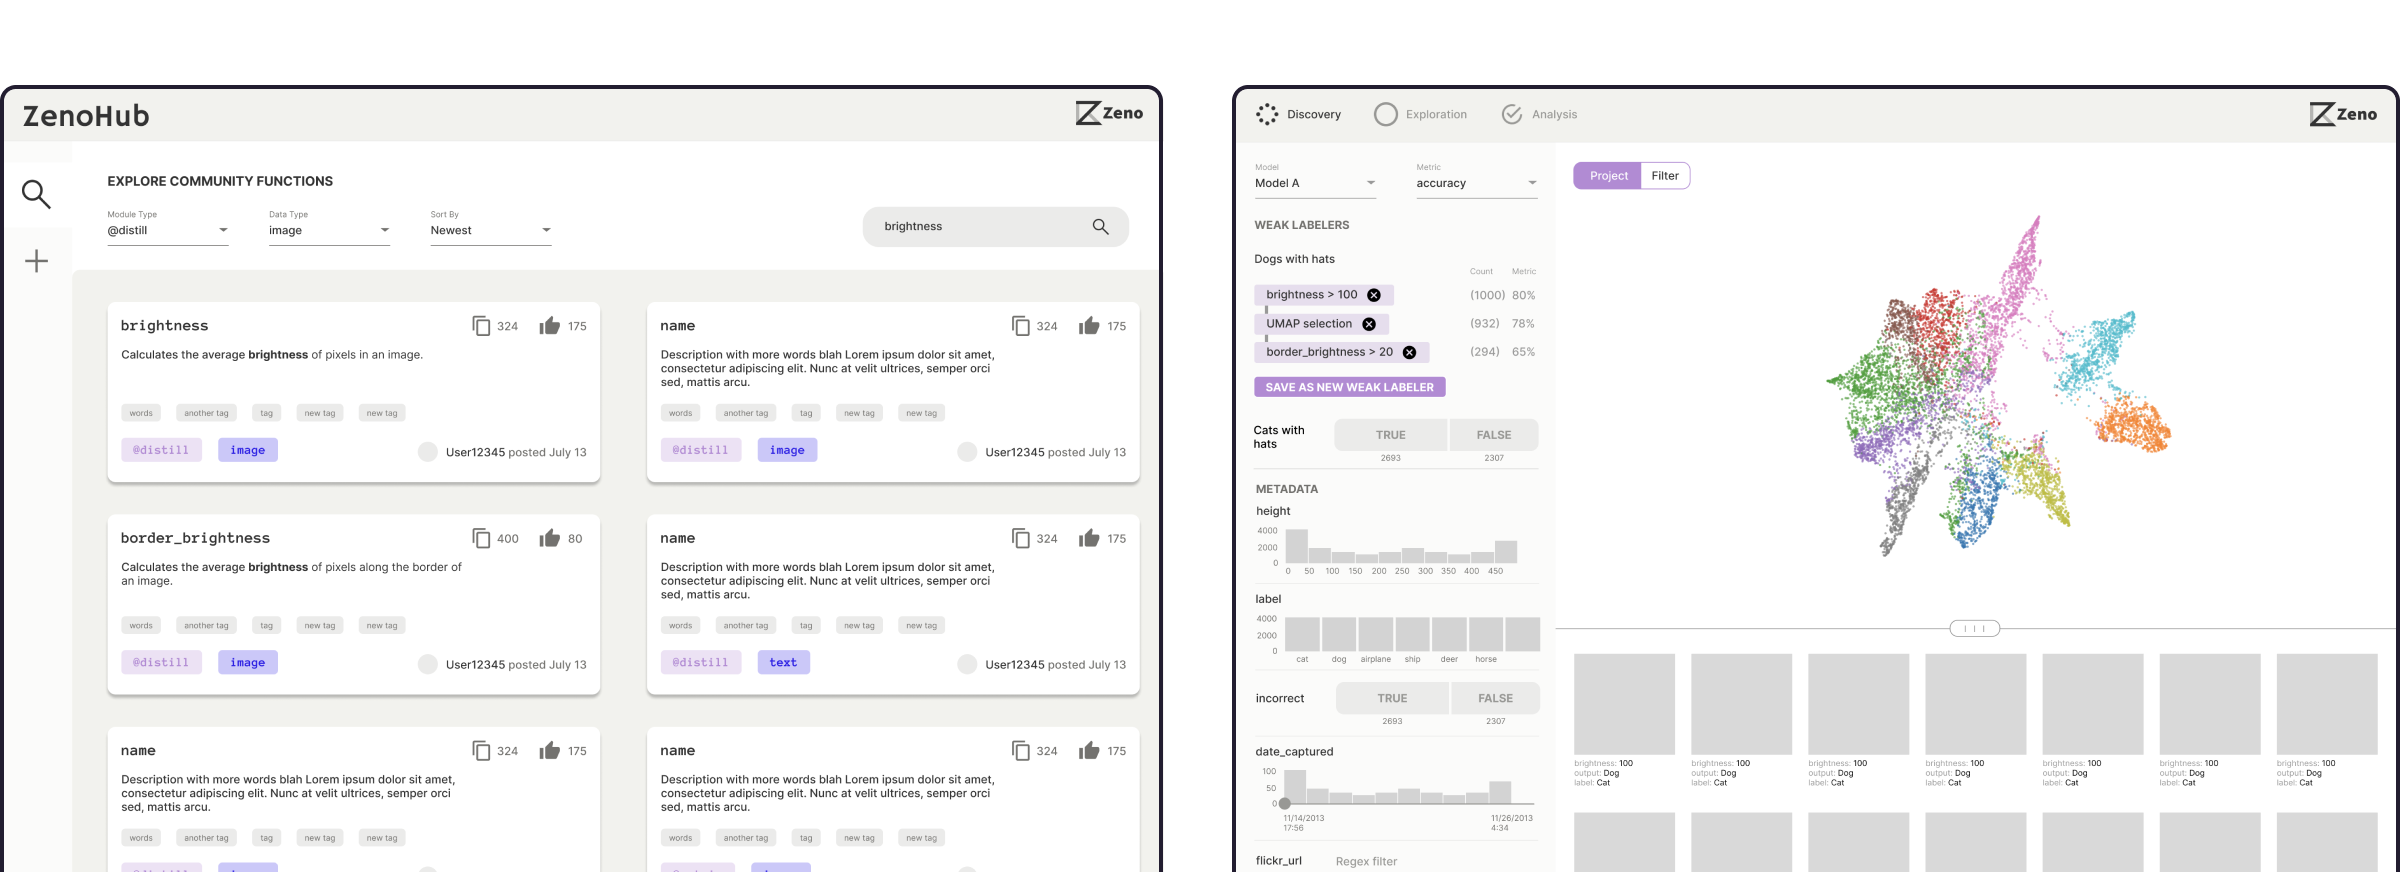 ZenoHub
Zeno
EXPLORE COMMUNITY FUNCTIONS
Module Type
@distill
Data Type
image
Sort By
Newest
brightness
brightness
324
175
Calculates the average brightness of pixels in an image.
words
another tag
tag
new tag
new tag
@distill
image
User12345 posted July 13
name
324
175
Description with more words blah Lorem ipsum dolor sit amet,
consectetur adipiscing elit. Nunc at velit ultrices, semper orci
sed, mattis arcu.
words
another tag
tag
new tag
new tag
@distill
image
User12345 posted July 13
border_brightness
400
80
Calculates the average brightness of pixels along the border of
an image.
words
another tag
tag
new tag
new tag
@distill
image
User12345 posted July 13
name
324
175
Description with more words blah Lorem ipsum dolor sit amet,
consectetur adipiscing elit. Nunc at velit ultrices, semper orci
sed, mattis arcu.
words
another tag
tag
new tag
new tag
@distill
text
User12345 posted July 13
name
324
175
Description with more words blah Lorem ipsum dolor sit amet,
consectetur adipiscing elit. Nunc at velit ultrices, semper orci
sed, mattis arcu.
words
another tag
tag
new tag
new tag
name
324
175
Description with more words blah Lorem ipsum dolor sit amet,
consectetur adipiscing elit. Nunc at velit ultrices, semper orci
sed, mattis arcu.
words
another tag
tag
new tag
new tag
Discovery
Exploration
Analysis
Zeno
Model
Model A
Metric
accuracy
WEAK LABELERS
Dogs with hats
Count Metric
brightness > 100 (1000) 80%
UMAP selection (932) 78%
border_brightness > 20 (294) 65%
SAVE AS NEW WEAK LABELER
Cats with
hats
TRUE FALSE
2693 2307
METADATA
height
4000
2000
0
0 50 100 150 200 250 300 350 400 450
label
4000
2000
0
cat dog airplane ship deer horse
incorrect
TRUE FALSE
2693 2307
date_captured
100
50
0
11/14/2013
17:56
11/26/2013
4:34
flickr_url
Regex filter
Project
Filter
brightness: 100
output: Dog
label: Cat
brightness: 100
output: Dog
label: Cat
brightness: 100
output: Dog
label: Cat
brightness: 100
output: Dog
label: Cat
brightness: 100
output: Dog
label: Cat
brightness: 100
output: Dog
label: Cat
brightness: 100
output: Dog
label: Cat